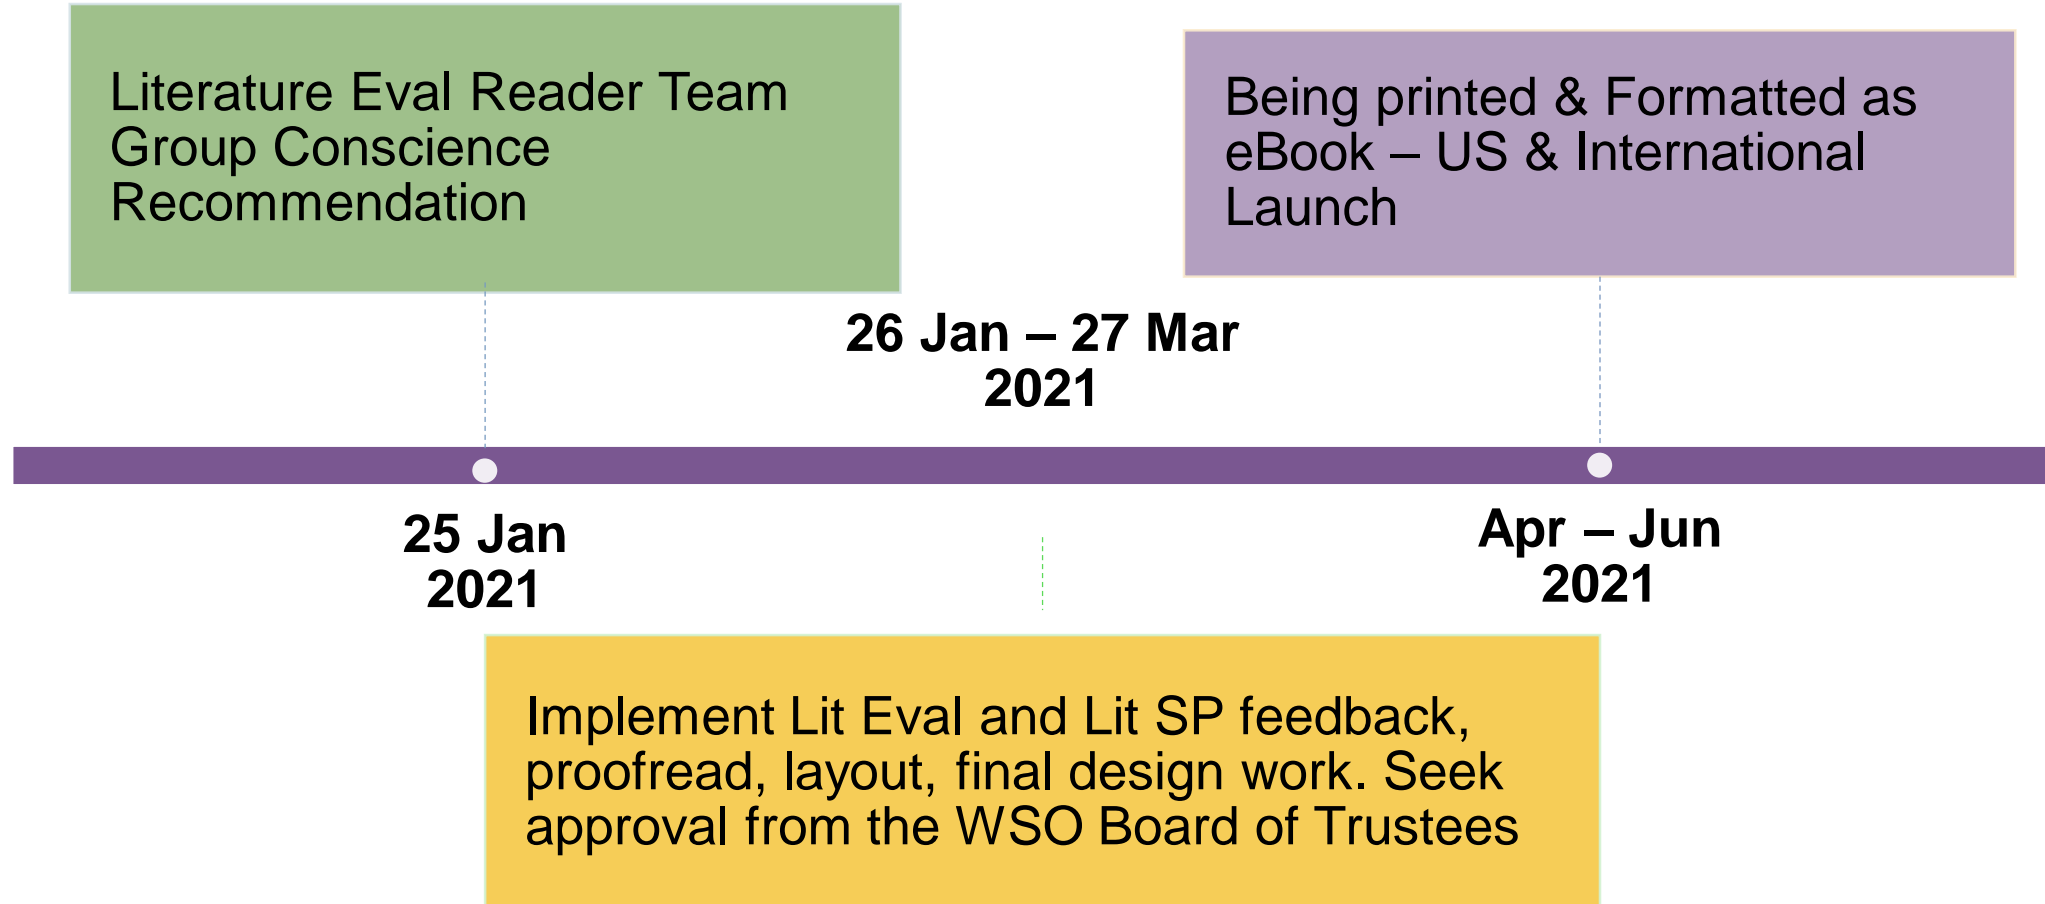 Literature Eval Reader Team
Group Conscience
Recommendation
Being printed & Formatted as
eBook – US & International
Launch
26 Jan – 27 Mar
2021
25 Jan
2021
Apr – Jun
2021
Implement Lit Eval and Lit SP feedback,
proofread, layout, final design work. Seek
approval from the WSO Board of Trustees